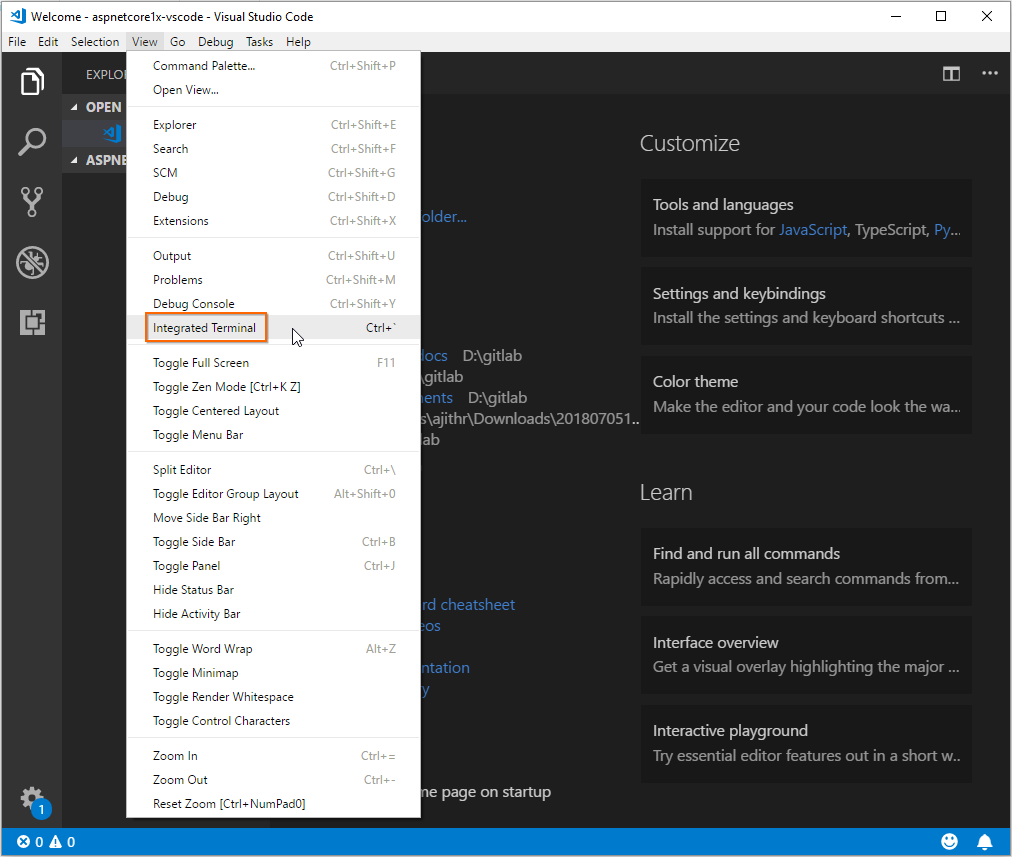 Welcome - aspnetcore1x-vscode - Visual Studio Code
File Edit Selection View Go Debug Tasks Help
Command Palette... Ctrl+Shift+P
Open View...
Explorer Ctrl+Shift+E
Search Ctrl+Shift+F
SCM Ctrl+Shift+G
Debug Ctrl+Shift+D
Extensions Ctrl+Shift+X
Output Ctrl+Shift+U
Problems Ctrl+Shift+M
Debug Console Ctrl+Shift+Y
Integrated Terminal Ctrl+`
Toggle Full Screen F11
Toggle Zen Mode [Ctrl+K Z]
Toggle Centered Layout
Toggle Menu Bar
Split Editor Ctrl+\
Toggle Editor Group Layout Alt+Shift+0
Move Side Bar Right
Toggle Side Bar Ctrl+B
Toggle Panel Ctrl+J
Hide Status Bar
Hide Activity Bar
Toggle Word Wrap Alt+Z
Toggle Minimap
Toggle Render Whitespace
Toggle Control Characters
Zoom In Ctrl+=
Zoom Out Ctrl+-
Reset Zoom [Ctrl+NumPad0]
EXPLO
OPEN
ASPNE
older...
docs D:\gitlab
\gitlab
ments D:\gitlab
s\ajithr\Downloads\201807051...
lab
rd cheatsheet
eos
ntation
y
me page on startup
Customize
Tools and languages
Install support for JavaScript, TypeScript, Py...
Settings and keybindings
Install the settings and keyboard shortcuts ...
Color theme
Make the editor and your code look the wa...
Learn
Find and run all commands
Rapidly access and search commands from...
Interface overview
Get a visual overlay highlighting the major ...
Interactive playground
Try essential editor features out in a short w..
1
0 0